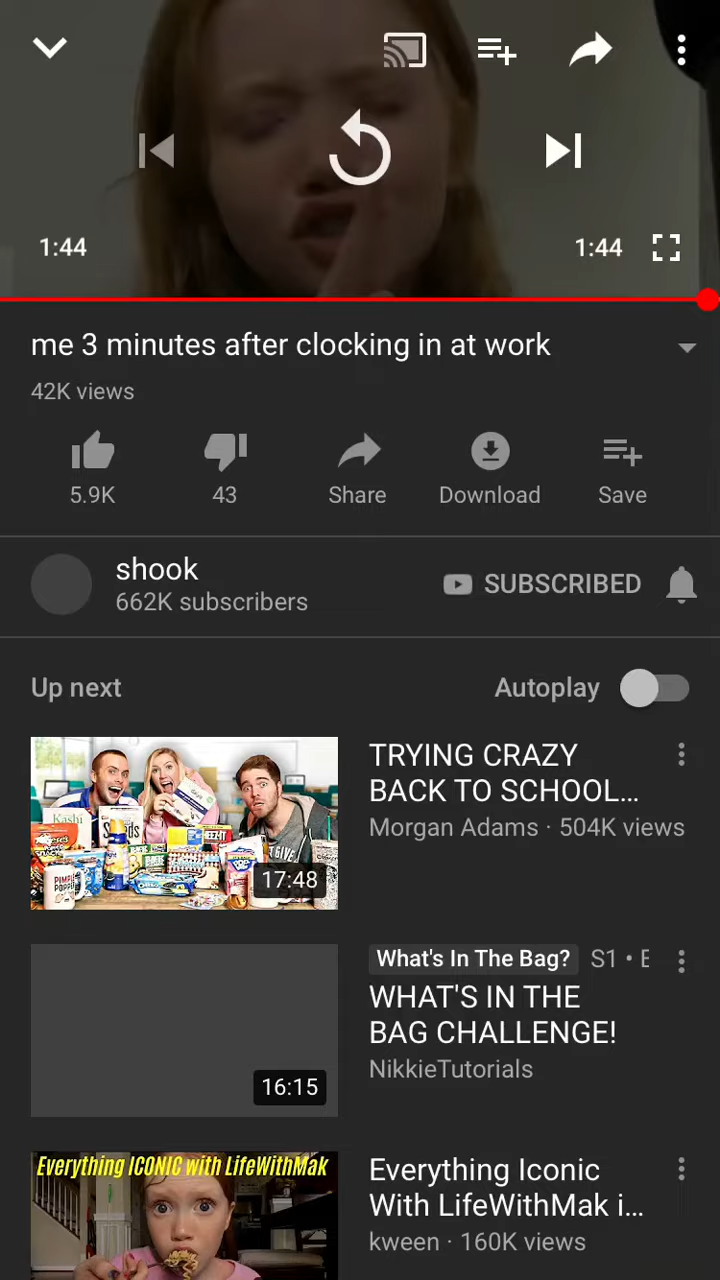 1:44
1:44
me 3 minutes after clocking in at work
42K views
5.9K
43
Share
Download
Save
shook
662K subscribers
SUBSCRIBED
Up next
Autoplay
TRYING CRAZY
BACK TO SCHOOL...
Morgan Adams · 504K views
Kashi
17:48
What's In The Bag? S1 • E
WHAT'S IN THE
BAG CHALLENGE!
NikkieTutorials
16:15
Everything ICONIC with LifeWithMak
Everything Iconic
With LifeWithMak i...
kween · 160K views